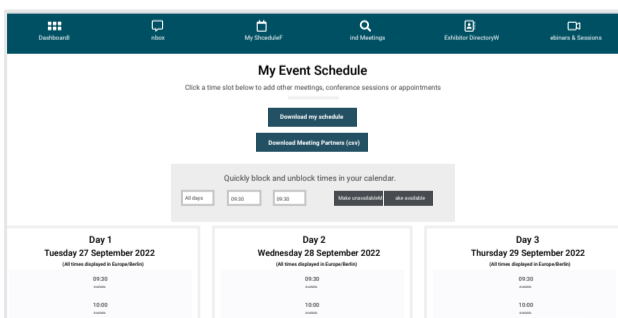 DashboardI nbox My ShceduleF ind Meetings Exhibitor DirectoryW ebinars & Sessions
My Event Schedule
Click a time slot below to add other meetings, conference sessions or appointments
Download my schedule
Download Meeting Partners (csv)
Quickly block and unblock times in your calendar.
All days 09:30 09:30 Make unavailableM ake available
Day 1 Day 2 Day 3
Tuesday 27 September 2022 Wednesday 28 September 2022 Thursday 29 September 2022
(All times displayed in Europe/Berlin) (All times displayed in Europe/Berlin) (All times displayed in Europe/Berlin)
09:30 09:30 09:30
10:00 10:00 10:00